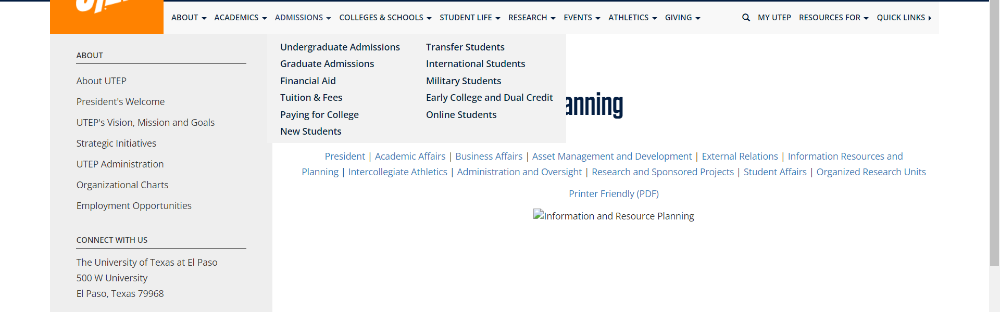 ABOUT ACADEMICS ADMISSIONS COLLEGES & SCHOOLS STUDENT LIFE RESEARCH EVENTS ATHLETICS GIVING MY UTEP RESOURCES FOR QUICK LINKS
ABOUT
About UTEP
President's Welcome
UTEP's Vision, Mission and Goals
Strategic Initiatives
UTEP Administration
Organizational Charts
Employment Opportunities
CONNECT WITH US
The University of Texas at El Paso
500 W University
El Paso, Texas 79968
Undergraduate Admissions
Graduate Admissions
Financial Aid
Tuition & Fees
Paying for College
New Students
Transfer Students
International Students
Military Students
Early College and Dual Credit
Online Students
anning
President | Academic Affairs | Business Affairs | Asset Management and Development | External Relations | Information Resources and
Planning | Intercollegiate Athletics | Administration and Oversight | Research and Sponsored Projects | Student Affairs | Organized Research Units
Printer Friendly (PDF)
Information and Resource Planning